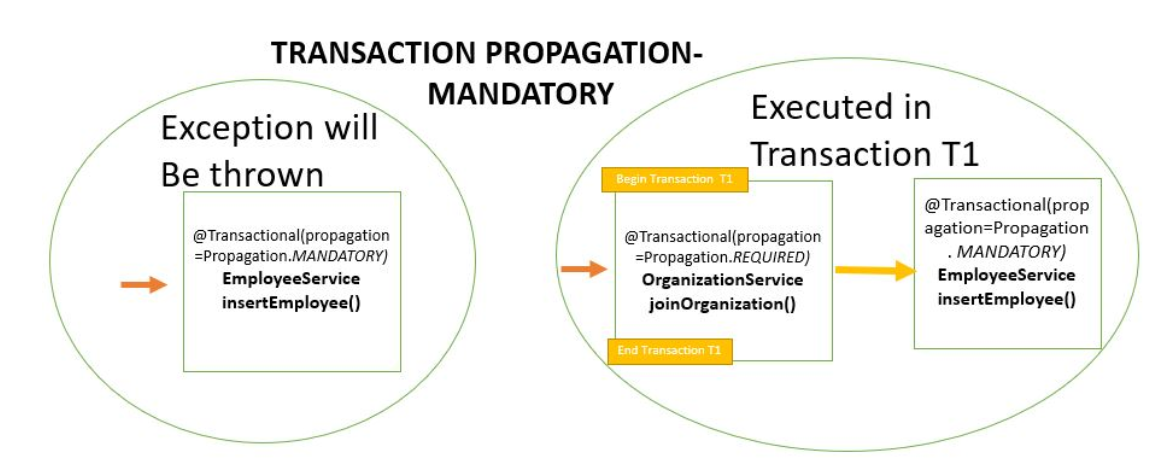 TRANSACTION PROPAGATION-
MANDATORY
Exception will
Be thrown
@Transactional(propagation
=Propagation.MANDATORY)
EmployeeService
insertEmployee()
Executed in
Transaction T1
Begin Transaction T1
@Transactional(propagation
=Propagation.REQUIRED)
OrganizationService
joinOrganization()
End Transaction T1
@Transactional(prop
agation=Propagation
. MANDATORY)
EmployeeService
insertEmployee()